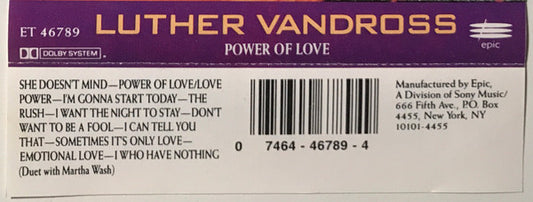 ET 46789 LUTHER VANDROSS
DOLBY SYSTEM POWER OF LOVE epic
SHE DOESN'T MIND—POWER OF LOVE/LOVE
POWER—I'M GONNA START TODAY—THE
RUSH—I WANT THE NIGHT TO STAY—DON'T
WANT TO BE A FOOL—I CAN TELL YOU
THAT—SOMETIMES IT'S ONLY LOVE—
EMOTIONAL LOVE—I WHO HAVE NOTHING
(Duet with Martha Wash)
0 7464-46789-4
Manufactured by Epic,
A Division of Sony Music/
666 Fifth Ave., P.O. Box
4455, New York, NY
10101-4455